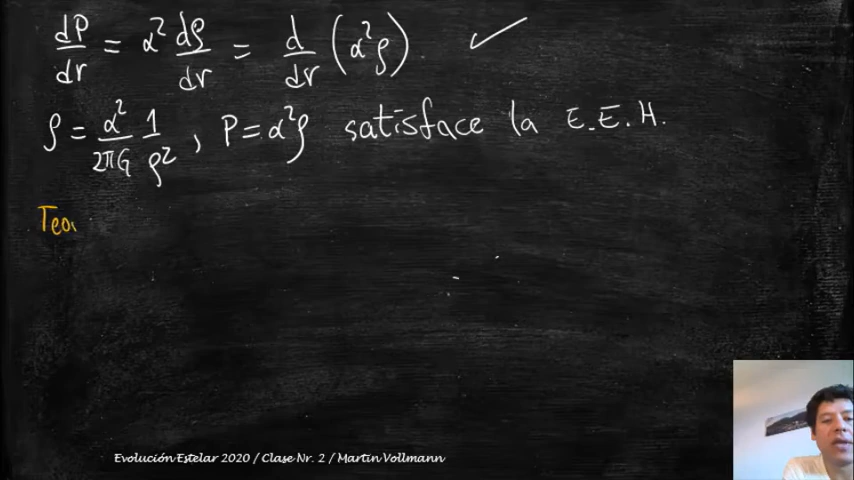 dP/dr = α² dρ/dr = d/dr (α²ρ) ✓
ρ = α²/2πG 1/ρ² , P = α²ρ satisface la E.E.H.
Teor
Evolución Estelar 2020 / Clase Nr. 2 / Martin Vollmann